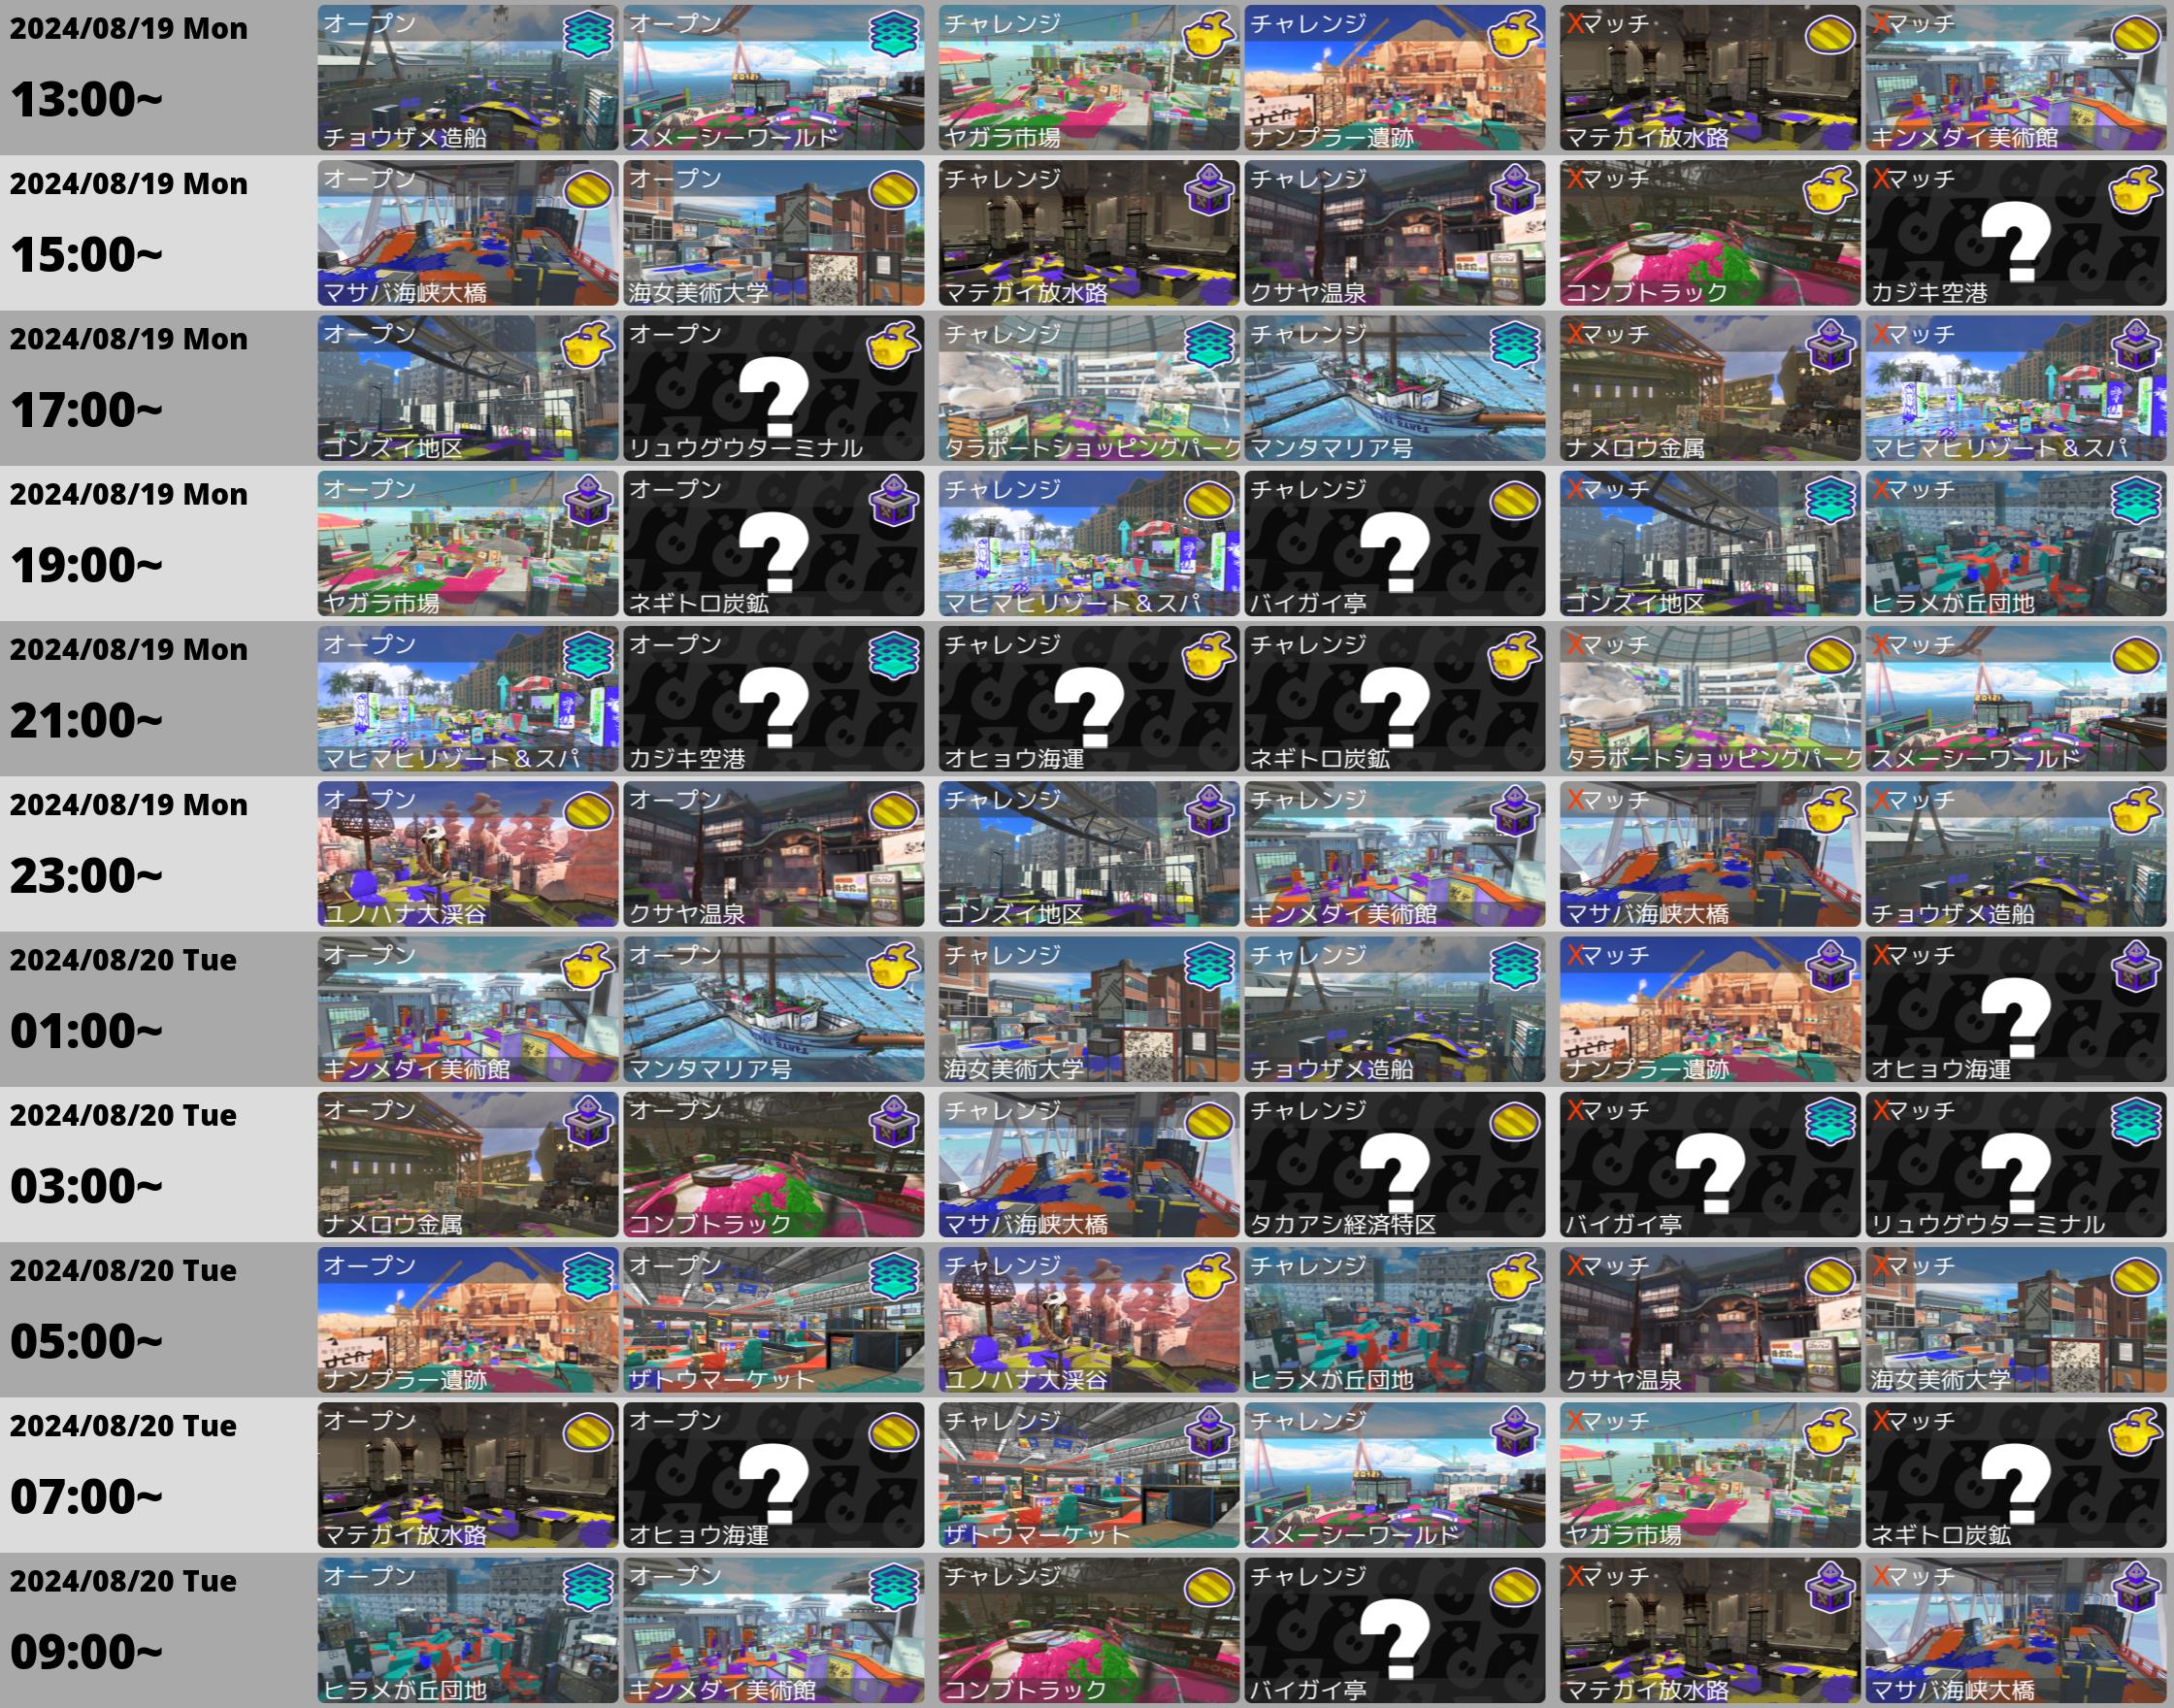 2024/08/19 Mon
13:00~
オープン オープン チャレンジ チャレンジ Xマッチ Xマッチ
チョウザメ造船 スメーシーワールド ヤガラ市場 ナンプラー遺跡 マテガイ放水路 キンメダイ美術館
2024/08/19 Mon
15:00~
オープン オープン チャレンジ チャレンジ Xマッチ Xマッチ
マサバ海峡大橋 海女美術大学 マテガイ放水路 クサヤ温泉 コンブトラック カジキ空港
2024/08/19 Mon
17:00~
オープン オープン チャレンジ チャレンジ Xマッチ Xマッチ
ゴンズイ地区 リュウグウターミナル タラポートショッピングパーク マンタマリア号 ナメロウ金属 マヒマヒリゾート&スパ
2024/08/19 Mon
19:00~
オープン オープン チャレンジ チャレンジ Xマッチ Xマッチ
ヤガラ市場 ネギトロ炭鉱 マヒマヒリゾート&スパ バイガイ亭 ゴンズイ地区 ヒラメが丘団地
2024/08/19 Mon
21:00~
オープン オープン チャレンジ チャレンジ Xマッチ Xマッチ
マヒマヒリゾート&スパ カジキ空港 オヒョウ海運 ネギトロ炭鉱 タラポートショッピングパーク スメーシーワールド
2024/08/19 Mon
23:00~
オープン オープン チャレンジ チャレンジ Xマッチ Xマッチ
ユノハナ大渓谷 クサヤ温泉 ゴンズイ地区 キンメダイ美術館 マサバ海峡大橋 チョウザメ造船
2024/08/20 Tue
01:00~
オープン オープン チャレンジ チャレンジ Xマッチ Xマッチ
キンメダイ美術館 マンタマリア号 海女美術大学 チョウザメ造船 ナンプラー遺跡 オヒョウ海運
2024/08/20 Tue
03:00~
オープン オープン チャレンジ チャレンジ Xマッチ Xマッチ
ナメロウ金属 コンブトラック マサバ海峡大橋 タカアシ経済特区 バイガイ亭 リュウグウターミナル
2024/08/20 Tue
05:00~
オープン オープン チャレンジ チャレンジ Xマッチ Xマッチ
ナンプラー遺跡 ザトウマーケット ユノハナ大渓谷 ヒラメが丘団地 クサヤ温泉 海女美術大学
2024/08/20 Tue
07:00~
オープン オープン チャレンジ チャレンジ Xマッチ Xマッチ
マテガイ放水路 オヒョウ海運 ザトウマーケット スメーシーワールド ヤガラ市場 ネギトロ炭鉱
2024/08/20 Tue
09:00~
オープン オープン チャレンジ チャレンジ Xマッチ Xマッチ
ヒラメが丘団地 キンメダイ美術館 コンブトラック バイガイ亭 マテガイ放水路 マサバ海峡大橋